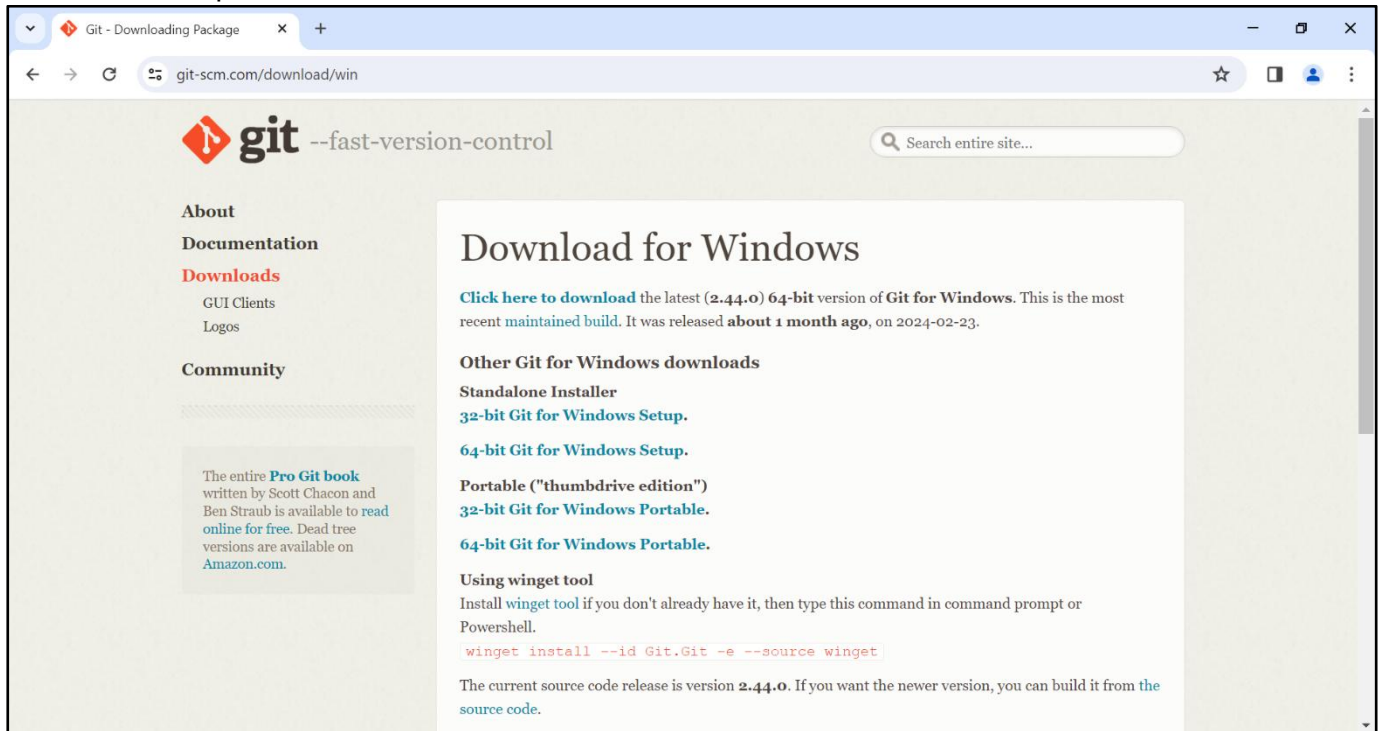 Git - Downloading Package
git-scm.com/download/win
git --fast-version-control
Search entire site...
About
Documentation
Downloads
GUI Clients
Logos
Community
The entire Pro Git book
written by Scott Chacon and
Ben Straub is available to read
online for free. Dead tree
versions are available on
Amazon.com.
Download for Windows
Click here to download the latest (2.44.0) 64-bit version of Git for Windows. This is the most
recent maintained build. It was released about 1 month ago, on 2024-02-23.
Other Git for Windows downloads
Standalone Installer
32-bit Git for Windows Setup.
64-bit Git for Windows Setup.
Portable ("thumbdrive edition")
32-bit Git for Windows Portable.
64-bit Git for Windows Portable.
Using winget tool
Install winget tool if you don't already have it, then type this command in command prompt or
Powershell.
winget install --id Git.Git -e --source winget
The current source code release is version 2.44.0. If you want the newer version, you can build it from the
source code.